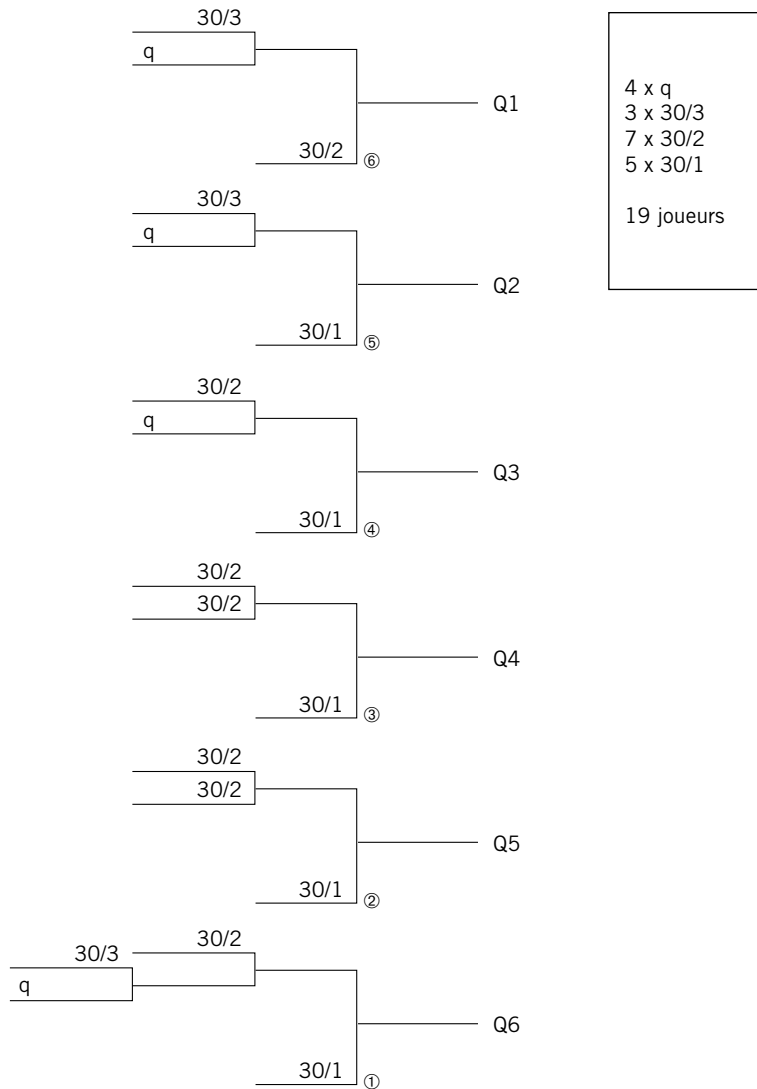 30/3
q
Q1
30/2 ⑥
4 x q
3 x 30/3
7 x 30/2
5 x 30/1
19 joueurs
30/3
q
Q2
30/1 ⑤
30/2
q
Q3
30/1 ④
30/2
30/2
Q4
30/1 ③
30/2
30/2
Q5
30/1 ②
30/2
30/3
q
Q6
30/1 ①